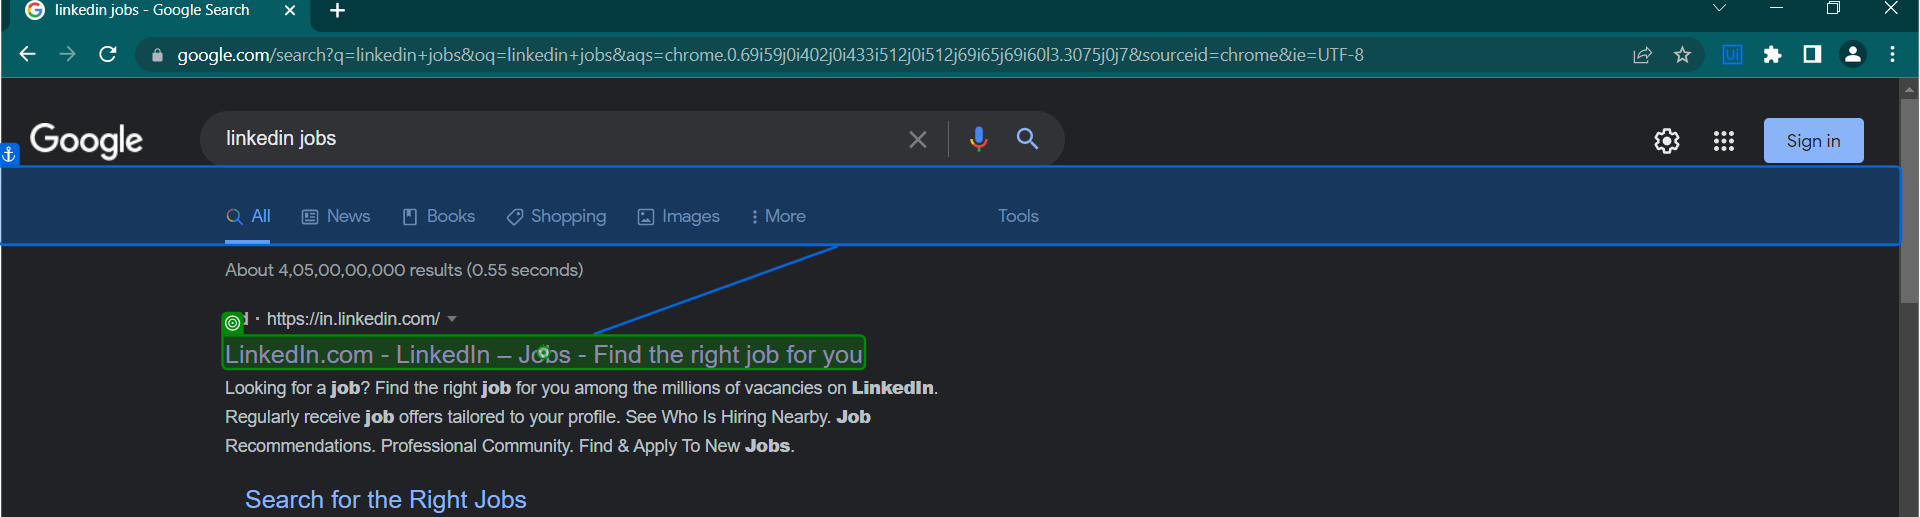 linkedin jobs - Google Search
google.com/search?q=linkedin+jobs&oq=linkedin+jobs&aqs=chrome.0.69i59j0i402j0i433i512j0i512j69i65j69i60l3.3075j0j7&sourceid=chrome&ie=UTF-8
Ui
Google
linkedin jobs
Sign in
All News Books Shopping Images More Tools
About 4,05,00,00,000 results (0.55 seconds)
· https://in.linkedin.com/
LinkedIn.com - LinkedIn – Jobs - Find the right job for you
Looking for a job? Find the right job for you among the millions of vacancies on LinkedIn.
Regularly receive job offers tailored to your profile. See Who Is Hiring Nearby. Job
Recommendations. Professional Community. Find & Apply To New Jobs.
Search for the Right Jobs